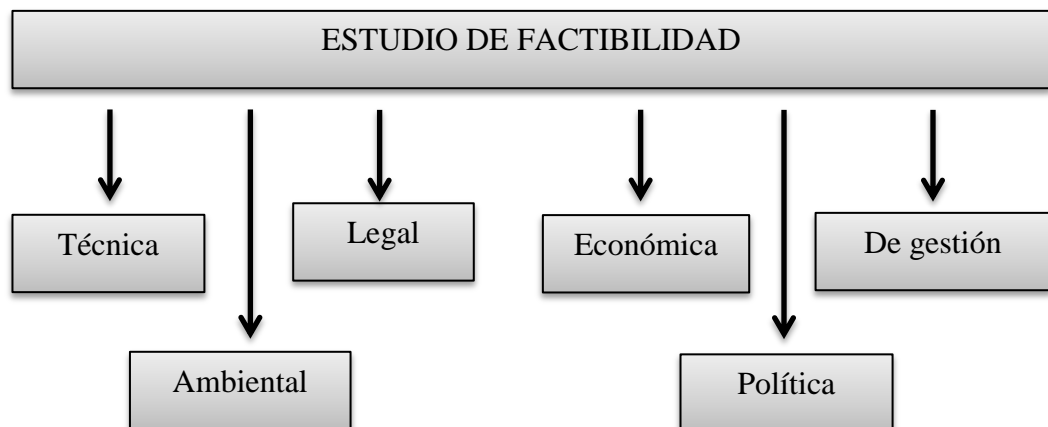 ESTUDIO DE FACTIBILIDAD
Técnica
Legal
Económica
De gestión
Ambiental
Política